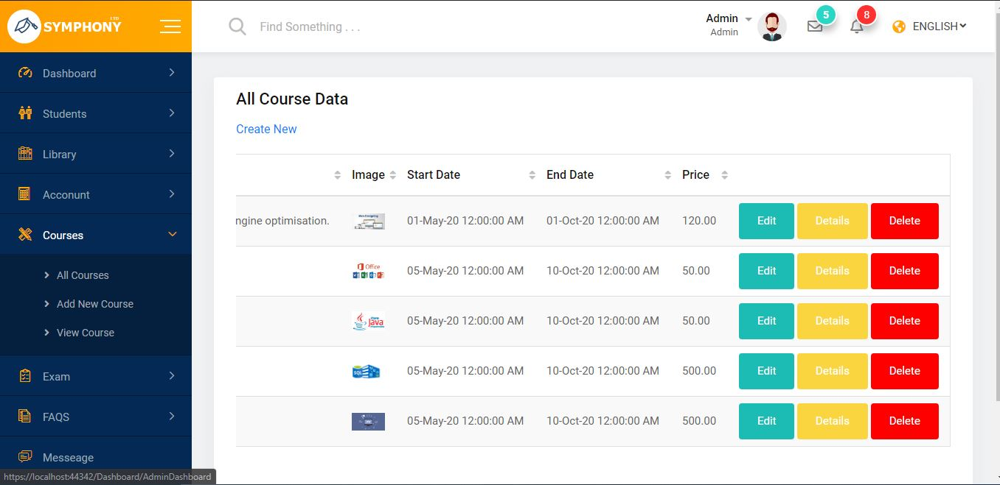 SYMPHONY LTD
Find Something . . .
Admin
Admin
5
8
ENGLISH
Dashboard
Students
Library
Acconunt
Courses
All Courses
Add New Course
View Course
Exam
FAQS
Messeage
https://localhost:44342/Dashboard/AdminDashboard
All Course Data
Create New
Image Start Date End Date Price
ngine optimisation. 01-May-20 12:00:00 AM 01-Oct-20 12:00:00 AM 120.00 Edit Details Delete
Office 05-May-20 12:00:00 AM 10-Oct-20 12:00:00 AM 50.00 Edit Details Delete
Java 05-May-20 12:00:00 AM 10-Oct-20 12:00:00 AM 50.00 Edit Details Delete
SQL 05-May-20 12:00:00 AM 10-Oct-20 12:00:00 AM 500.00 Edit Details Delete
05-May-20 12:00:00 AM 10-Oct-20 12:00:00 AM 500.00 Edit Details Delete